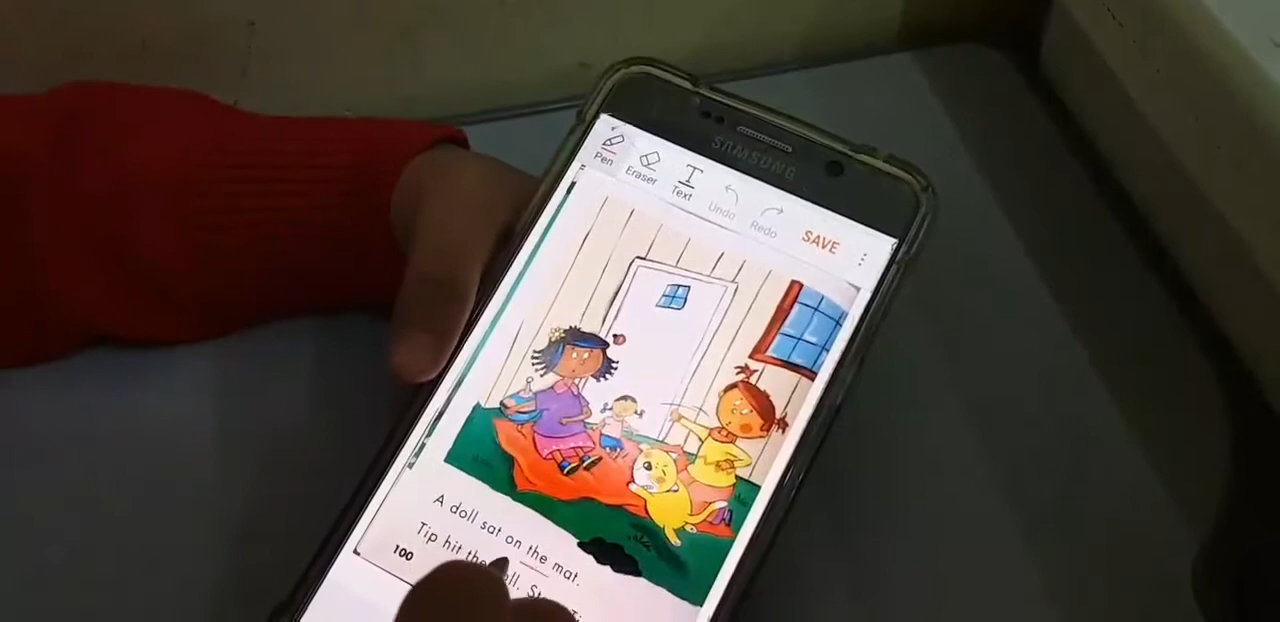 SAMSUNG
Pen
Eraser
Text
Undo
Redo
SAVE
A doll sat on the mat.
Tip hit the
100